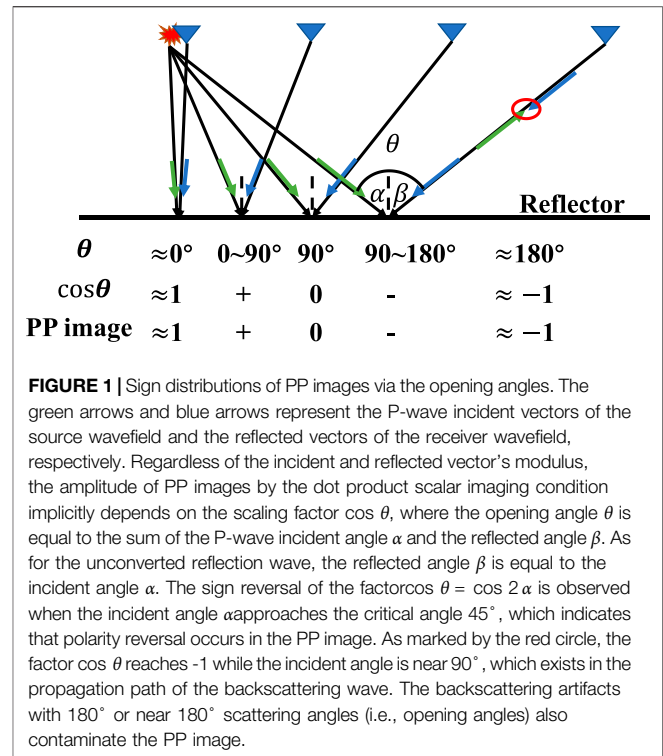 θ
α β
Reflector
θ ≈0° 0~90° 90° 90~180° ≈180°
cosθ ≈1 + 0 - ≈ −1
PP image ≈1 + 0 - ≈ −1
FIGURE 1 | Sign distributions of PP images via the opening angles. The
green arrows and blue arrows represent the P-wave incident vectors of the
source wavefield and the reflected vectors of the receiver wavefield,
respectively. Regardless of the incident and reflected vector's modulus,
the amplitude of PP images by the dot product scalar imaging condition
implicitly depends on the scaling factor cos θ, where the opening angle θ is
equal to the sum of the P-wave incident angle α and the reflected angle β. As
for the unconverted reflection wave, the reflected angle β is equal to the
incident angle α. The sign reversal of the factorcos θ = cos 2 α is observed
when the incident angle αapproaches the critical angle 45°, which indicates
that polarity reversal occurs in the PP image. As marked by the red circle, the
factor cos θ reaches -1 while the incident angle is near 90°, which exists in the
propagation path of the backscattering wave. The backscattering artifacts
with 180° or near 180° scattering angles (i.e., opening angles) also
contaminate the PP image.